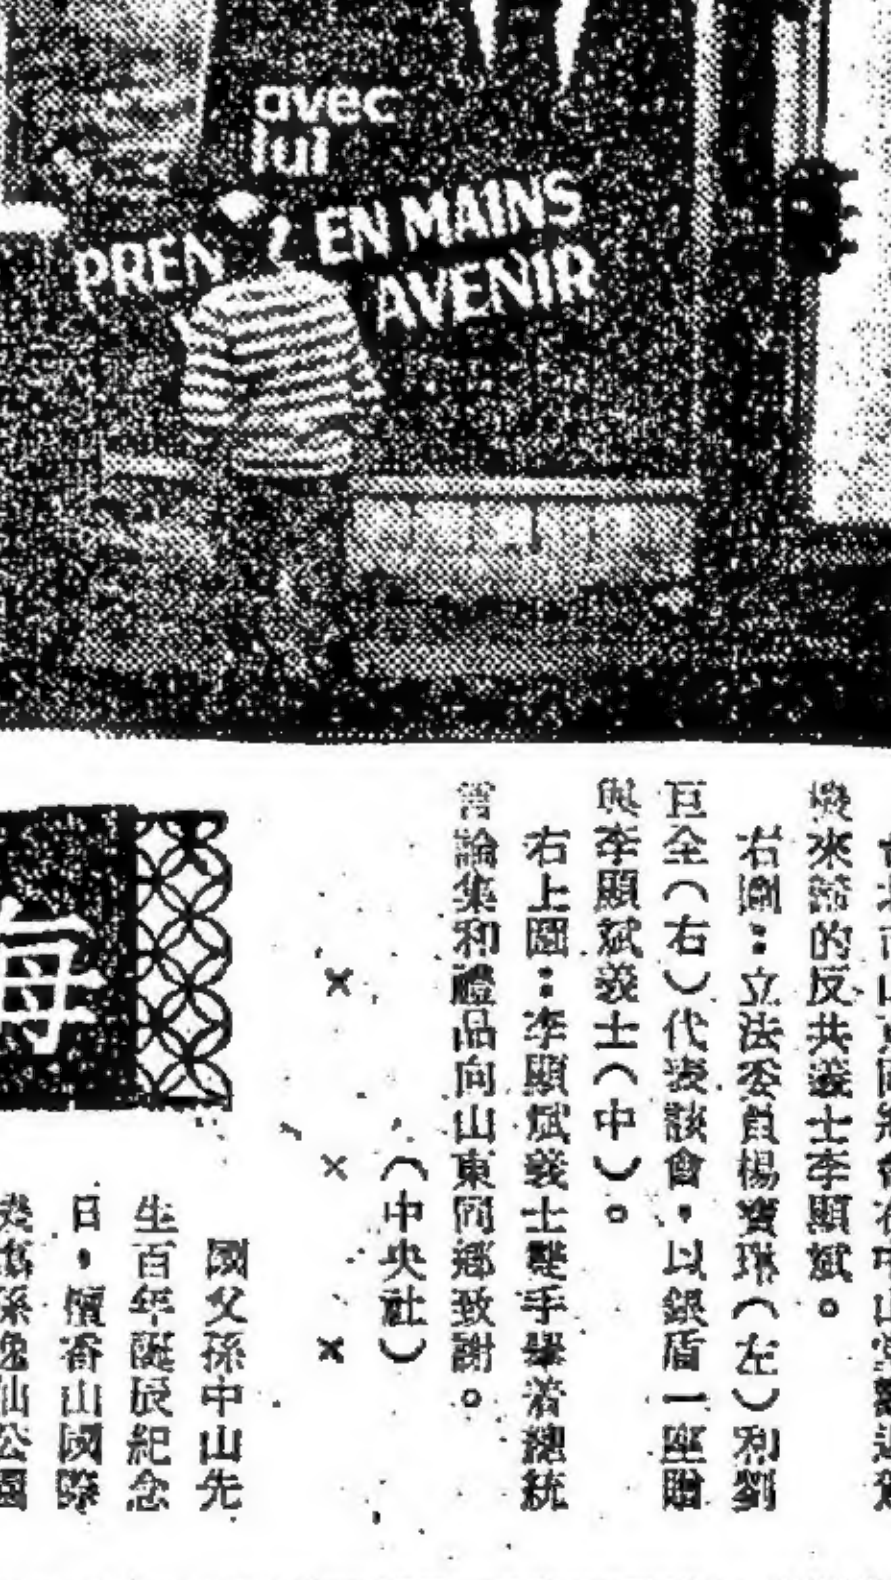 avec
lui
PREN EN MAINS
AVENIR
來歸的反共義士李顯斌。
右圖：立法委員楊寶琳（左）和劉
巨全（右）代表該會，以銀盾一座贈
與李顯斌義士（中）。
右上圖：李顯斌義士雙手舉着總統
言論集和禮品向山東同鄉致謝。
（中央社）
× × ×
海
國父孫中山先
生百年誕辰紀念
日，檀香山國際
孫逸仙公園